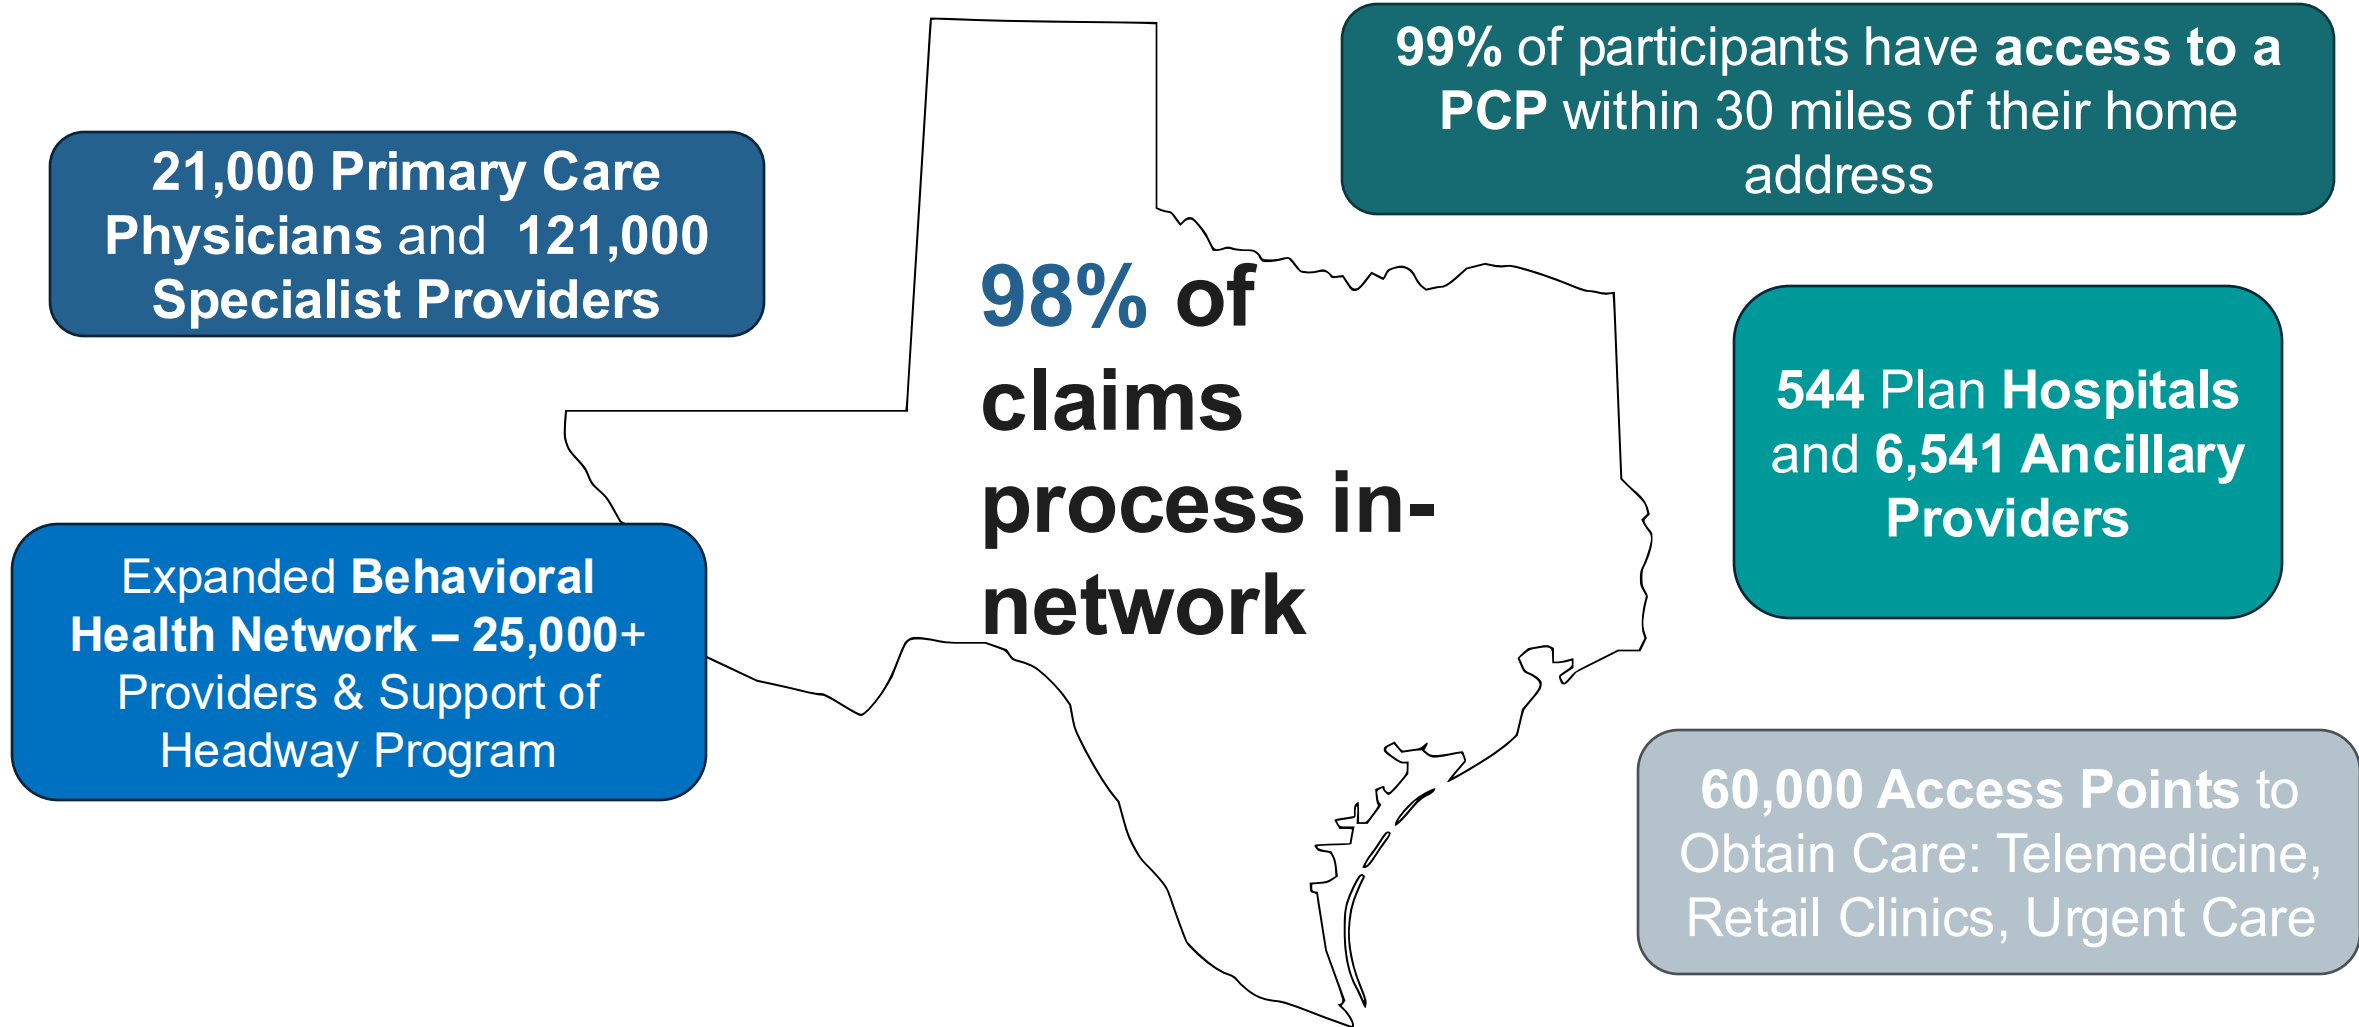 99% of participants have access to a
PCP within 30 miles of their home
address
21,000 Primary Care
Physicians and  121,000
Specialist Providers
98% of
claims
process in-
network
544 Plan Hospitals
and 6,541 Ancillary
Providers
Expanded Behavioral
Health Network – 25,000+
Providers & Support of
Headway Program
60,000 Access Points to
Obtain Care: Telemedicine,
Retail Clinics, Urgent Care